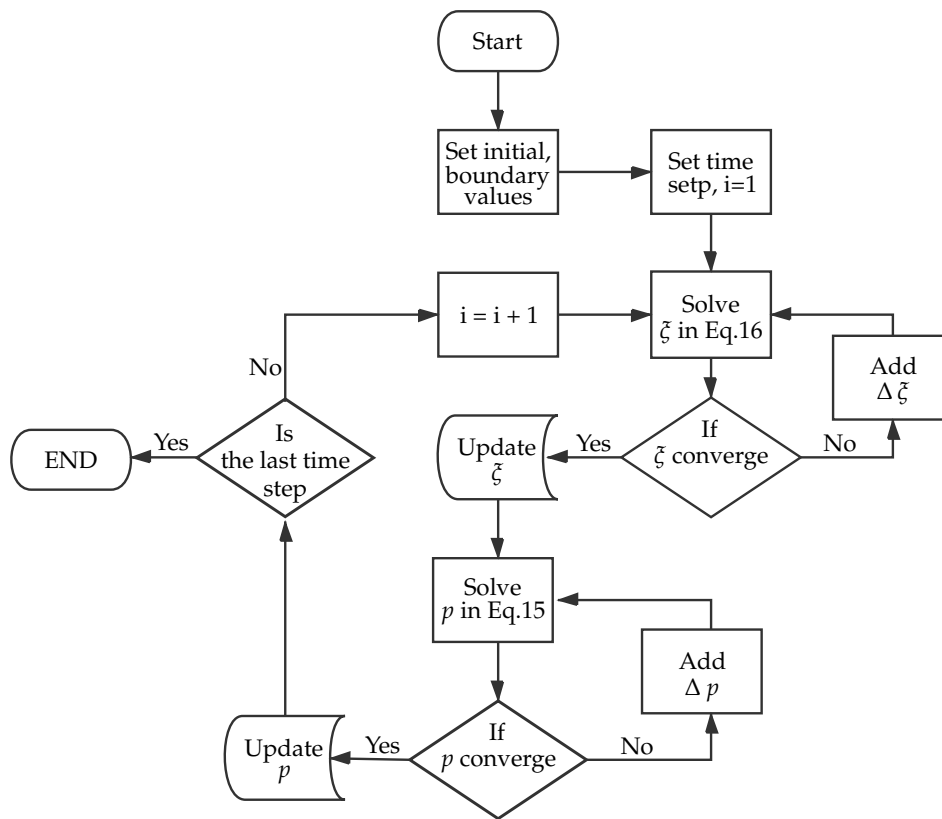 Start
Set initial,
boundary
values
Set time
setp, i=1
i = i + 1
Solve
ξ in Eq.16
Add
Δ ξ
No
If
ξ converge
Yes
No
Update
ξ
Is
the last time
step
Yes
END
Solve
p in Eq.15
Add
Δ p
If
p converge
Yes
No
Update
p